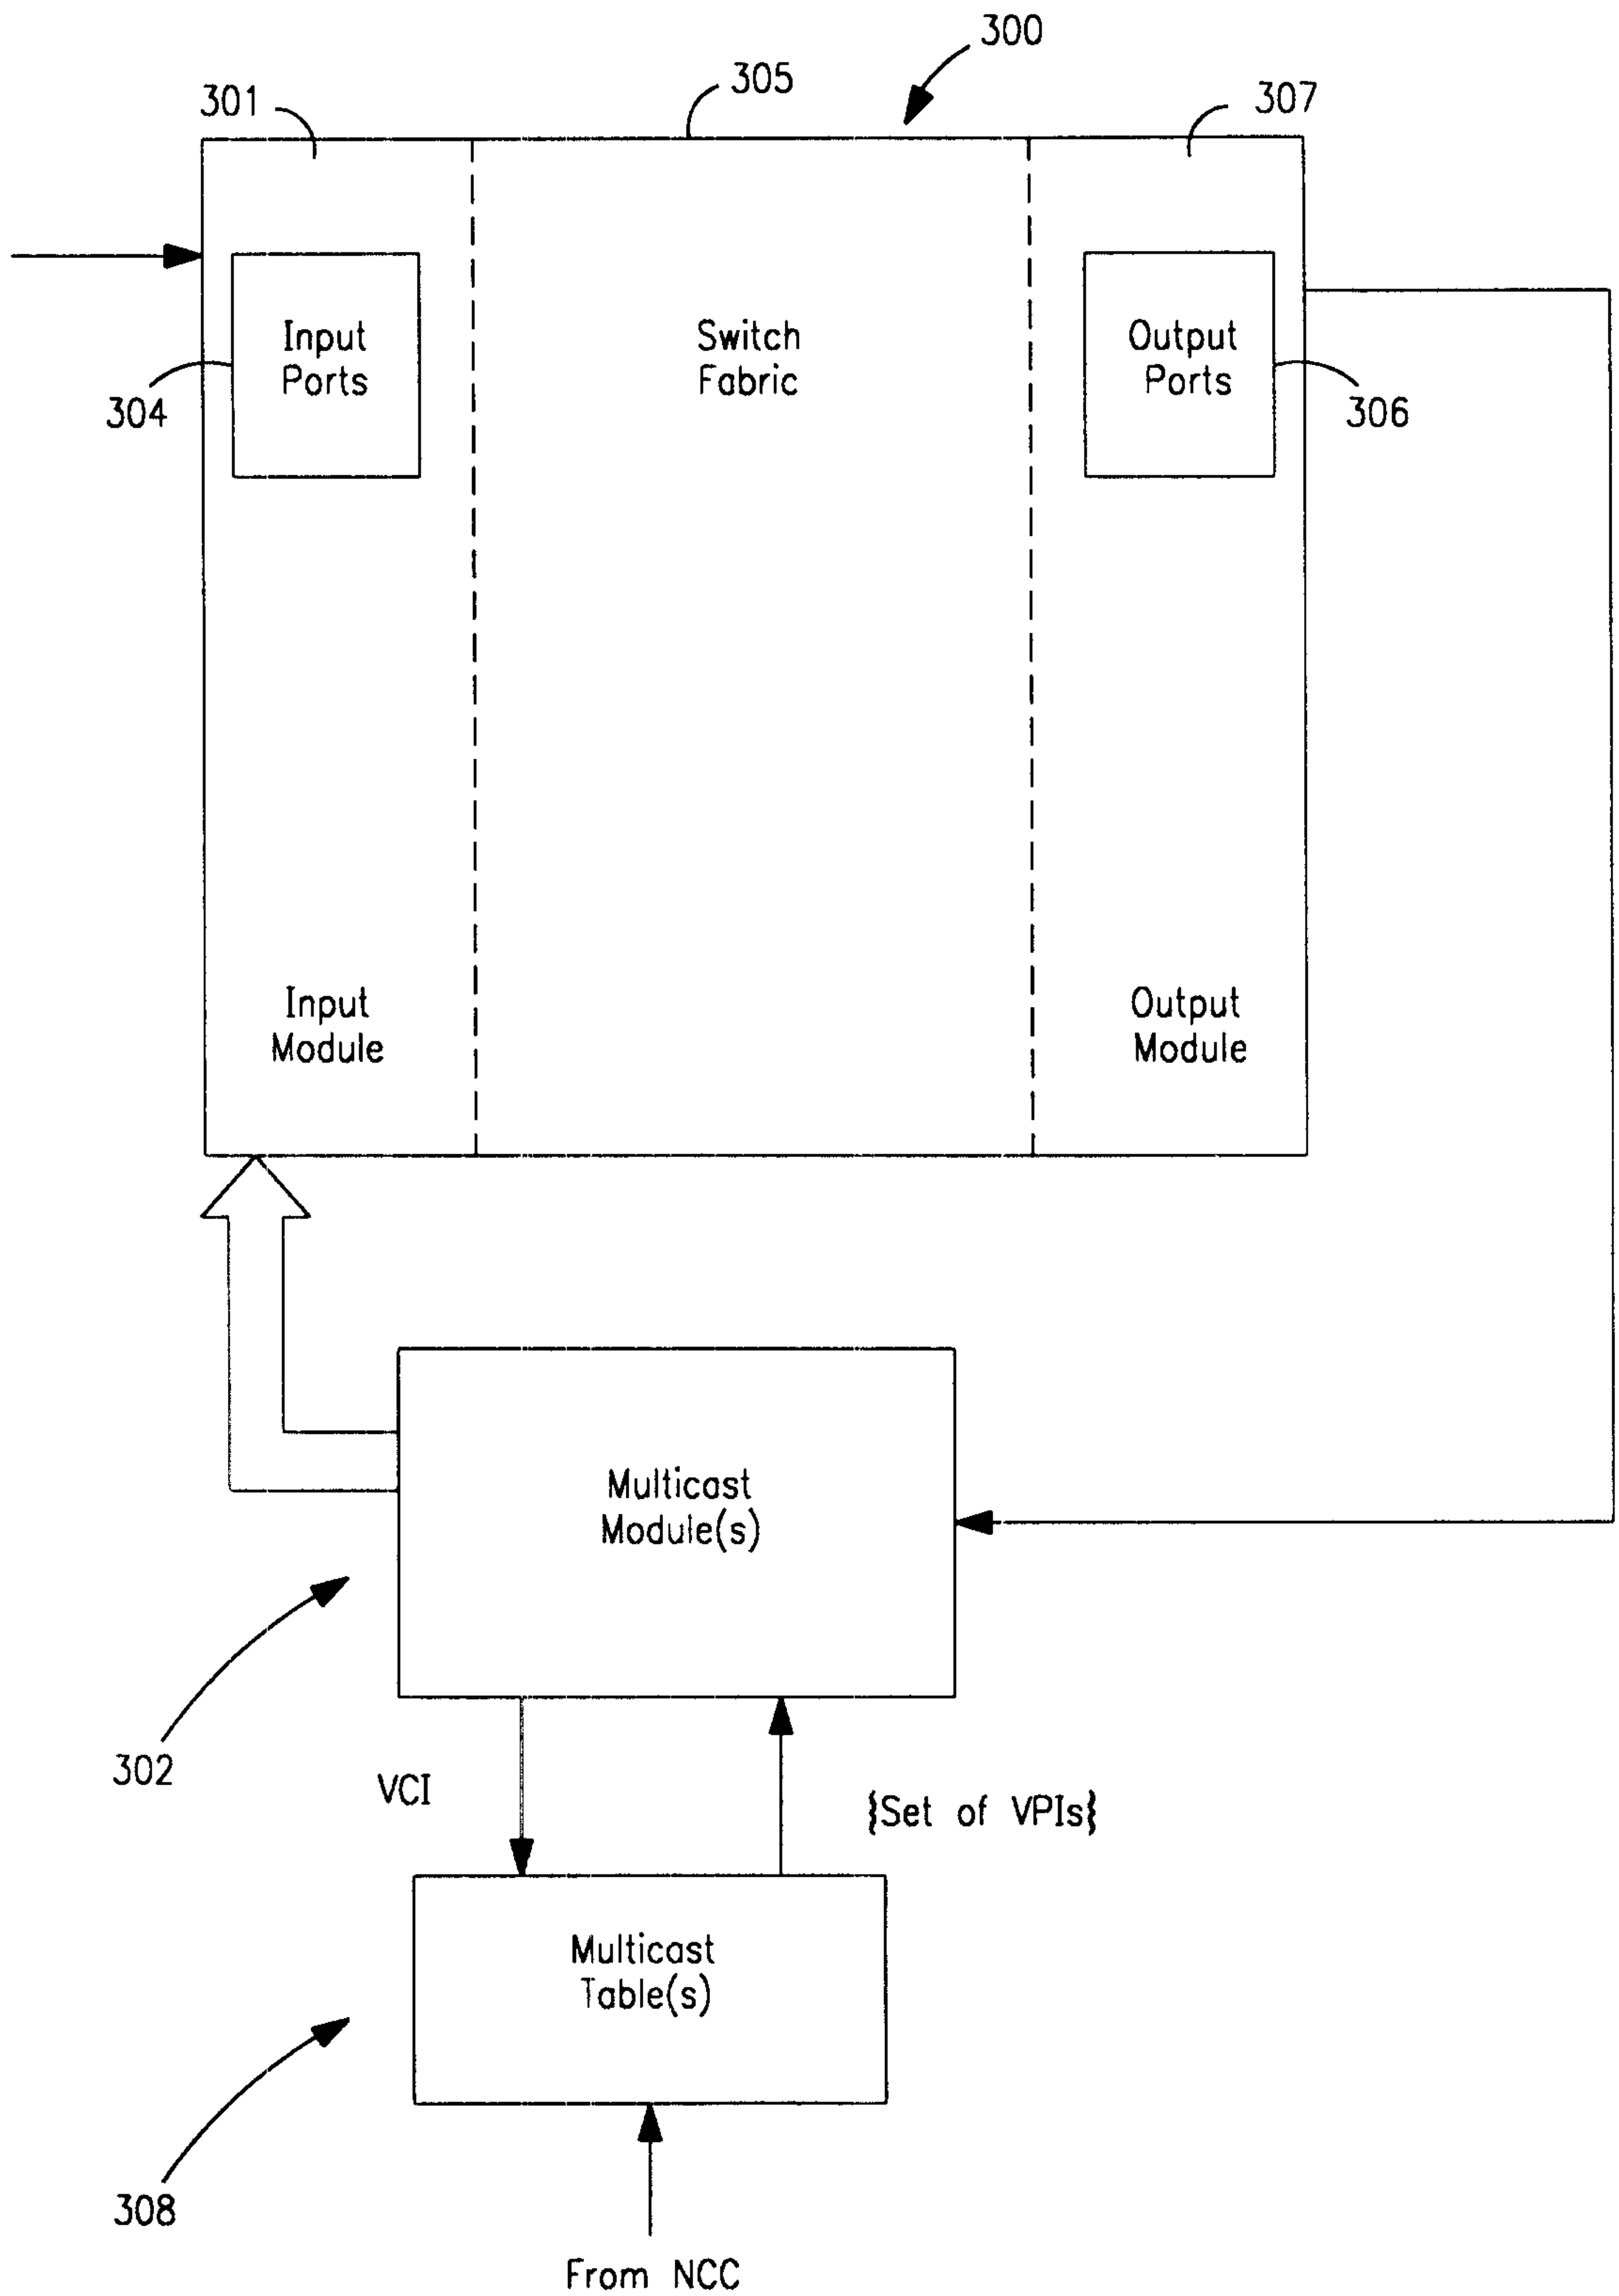 300
305
301
307
Input
Ports
Switch
Fabric
Output
Ports
304
306
Input
Module
Output
Module
Multicast
Module(s)
302
VCI
{Set of VPIs}
Multicast
Table(s)
308
From NCC